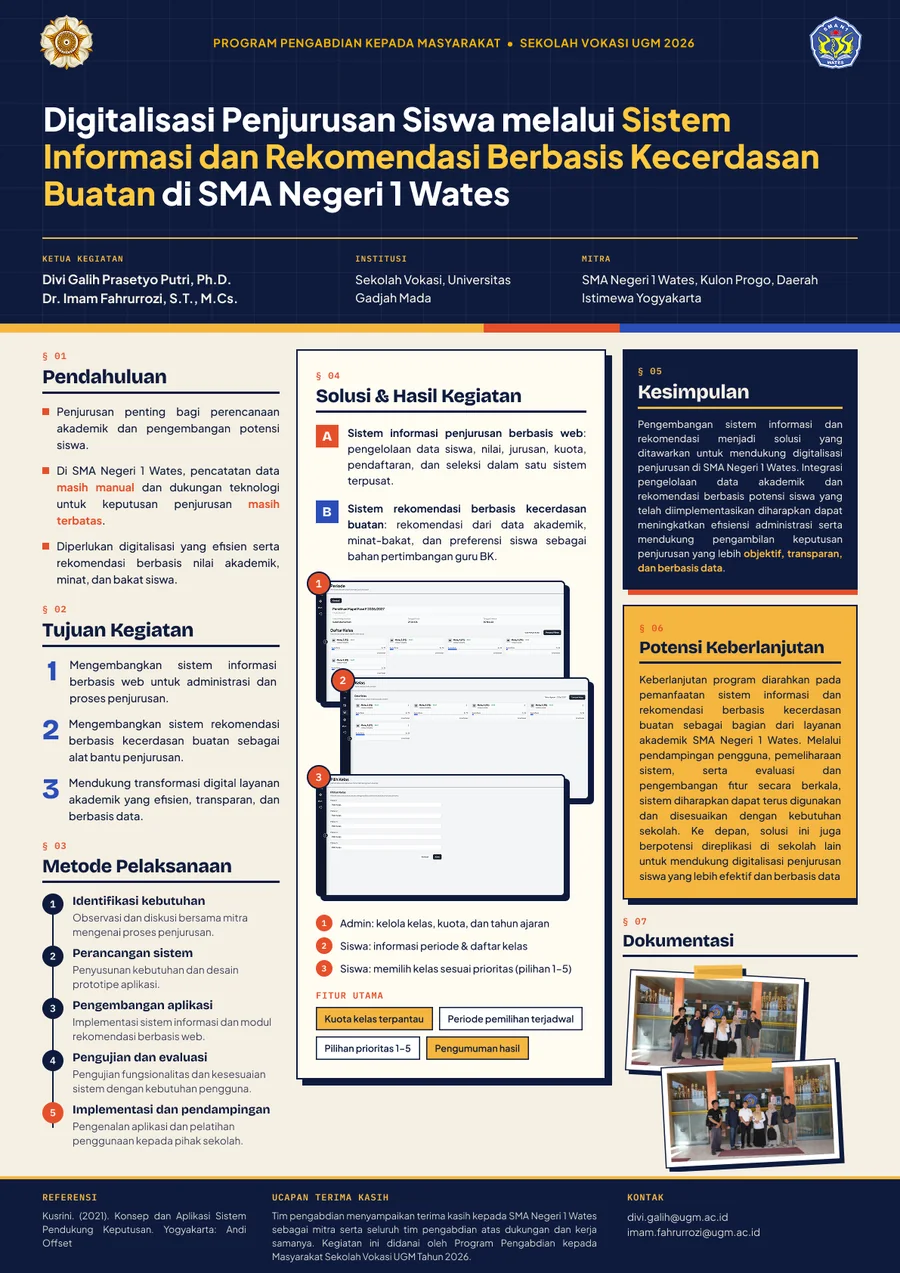 PROGRAM PENGABDIAN KEPADA MASYARAKAT • SEKOLAH VOKASI UGM 2026
WATES
Digitalisasi Penjurusan Siswa melalui Sistem
Informasi dan Rekomendasi Berbasis Kecerdasan
Buatan di SMA Negeri 1 Wates
KETUA KEGIATAN
Divi Galih Prasetyo Putri, Ph.D.
Dr. Imam Fahrurrozi, S.T., M.Cs.
INSTITUSI
Sekolah Vokasi, Universitas
Gadjah Mada
MITRA
SMA Negeri 1 Wates, Kulon Progo, Daerah
Istimewa Yogyakarta
§ 01
Pendahuluan
Penjurusan penting bagi perencanaan
akademik dan pengembangan potensi
siswa.
Di SMA Negeri 1 Wates, pencatatan data
masih manual dan dukungan teknologi
untuk keputusan penjurusan masih
terbatas.
Diperlukan digitalisasi yang efisien serta
rekomendasi berbasis nilai akademik,
minat, dan bakat siswa.
§ 02
Tujuan Kegiatan
1 Mengembangkan sistem informasi
berbasis web untuk administrasi dan
proses penjurusan.
2 Mengembangkan sistem rekomendasi
berbasis kecerdasan buatan sebagai
alat bantu penjurusan.
3 Mendukung transformasi digital layanan
akademik yang efisien, transparan, dan
berbasis data.
§ 03
Metode Pelaksanaan
1 Identifikasi kebutuhan
Observasi dan diskusi bersama mitra
mengenai proses penjurusan.
2 Perancangan sistem
Penyusunan kebutuhan dan desain
prototipe aplikasi.
3 Pengembangan aplikasi
Implementasi sistem informasi dan modul
rekomendasi berbasis web.
4 Pengujian dan evaluasi
Pengujian fungsionalitas dan kesesuaian
sistem dengan kebutuhan pengguna.
5 Implementasi dan pendampingan
Pengenalan aplikasi dan pelatihan
penggunaan kepada pihak sekolah.
§ 04
Solusi & Hasil Kegiatan
A Sistem informasi penjurusan berbasis web:
pengelolaan data siswa, nilai, jurusan, kuota,
pendaftaran, dan seleksi dalam satu sistem
terpusat.
B Sistem rekomendasi berbasis kecerdasan
buatan: rekomendasi dari data akademik,
minat-bakat, dan preferensi siswa sebagai
bahan pertimbangan guru BK.
1
Periode
Daftar Kelas
2
Kelas
3
Pilih Kelas
1 Admin: kelola kelas, kuota, dan tahun ajaran
2 Siswa: informasi periode & daftar kelas
3 Siswa: memilih kelas sesuai prioritas (pilihan 1–5)
FITUR UTAMA
Kuota kelas terpantau
Periode pemilihan terjadwal
Pilihan prioritas 1–5
Pengumuman hasil
§ 05
Kesimpulan
Pengembangan sistem informasi dan
rekomendasi menjadi solusi yang
ditawarkan untuk mendukung digitalisasi
penjurusan di SMA Negeri 1 Wates. Integrasi
pengelolaan data akademik dan
rekomendasi berbasis potensi siswa yang
telah diimplementasikan diharapkan dapat
meningkatkan efisiensi administrasi serta
mendukung pengambilan keputusan
penjurusan yang lebih objektif, transparan,
dan berbasis data.
§ 06
Potensi Keberlanjutan
Keberlanjutan program diarahkan pada
pemanfaatan sistem informasi dan
rekomendasi berbasis kecerdasan
buatan sebagai bagian dari layanan
akademik SMA Negeri 1 Wates. Melalui
pendampingan pengguna, pemeliharaan
sistem, serta evaluasi dan
pengembangan fitur secara berkala,
sistem diharapkan dapat terus digunakan
dan disesuaikan dengan kebutuhan
sekolah. Ke depan, solusi ini juga
berpotensi direplikasi di sekolah lain
untuk mendukung digitalisasi penjurusan
siswa yang lebih efektif dan berbasis data
§ 07
Dokumentasi
REFERENSI
Kusrini. (2021). Konsep dan Aplikasi Sistem
Pendukung Keputusan. Yogyakarta: Andi
Offset
UCAPAN TERIMA KASIH
Tim pengabdian menyampaikan terima kasih kepada SMA Negeri 1 Wates
sebagai mitra serta seluruh tim pengabdian atas dukungan dan kerja
samanya. Kegiatan ini didanai oleh Program Pengabdian kepada
Masyarakat Sekolah Vokasi UGM Tahun 2026.
KONTAK
divi.galih@ugm.ac.id
imam.fahrurrozi@ugm.ac.id